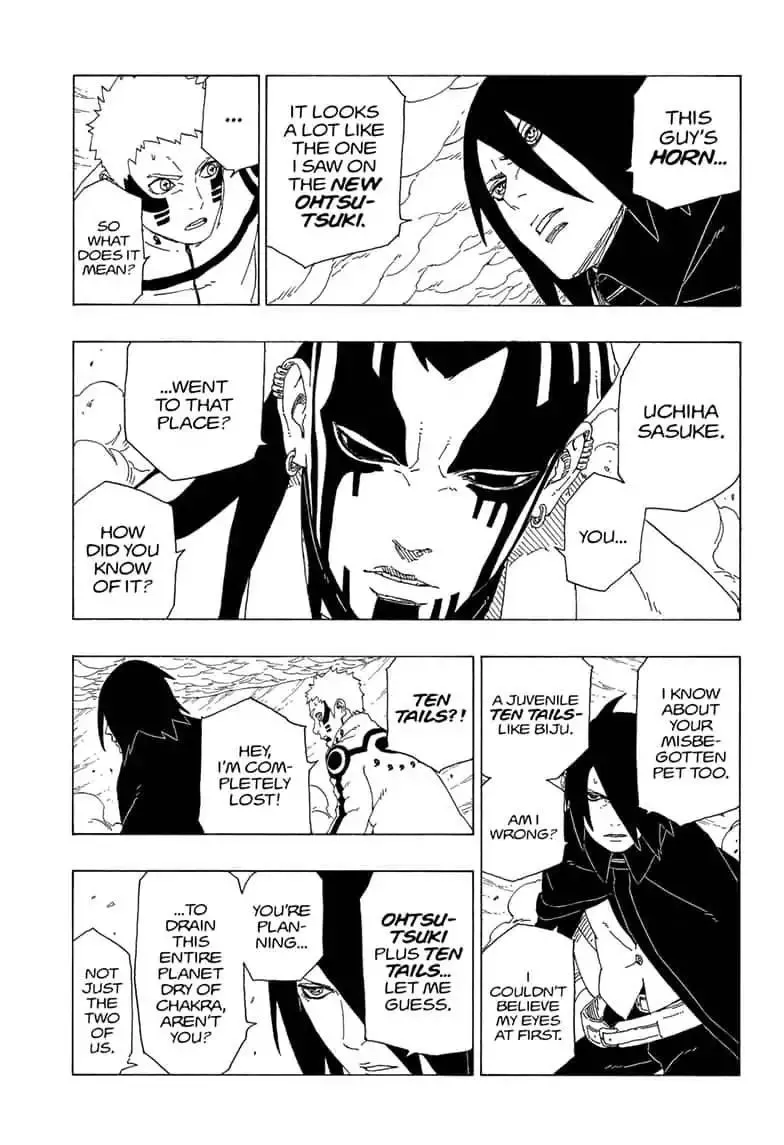 THIS
GUY'S
HORN...
IT LOOKS
A LOT LIKE
THE ONE
I SAW ON
THE NEW
OHTSU-
TSUKI.
...
SO
WHAT
DOES IT
MEAN?
UCHIHA
SASUKE.
YOU...
...WENT
TO THAT
PLACE?
HOW
DID YOU
KNOW
OF IT?
I KNOW
ABOUT
YOUR
MISBE-
GOTTEN
PET TOO.
A JUVENILE
TEN TAILS-
LIKE BIJU.
AM I
WRONG?
I
COULDN'T
BELIEVE
MY EYES
AT FIRST.
TEN
TAILS?!
HEY,
I'M COM-
PLETELY
LOST!
OHTSU-
TSUKI
PLUS TEN
TAILS...
LET ME
GUESS.
YOU'RE
PLAN-
NING...
...TO
DRAIN
THIS
ENTIRE
PLANET
DRY OF
CHAKRA,
AREN'T
YOU?
NOT
JUST
THE
TWO
OF
US.